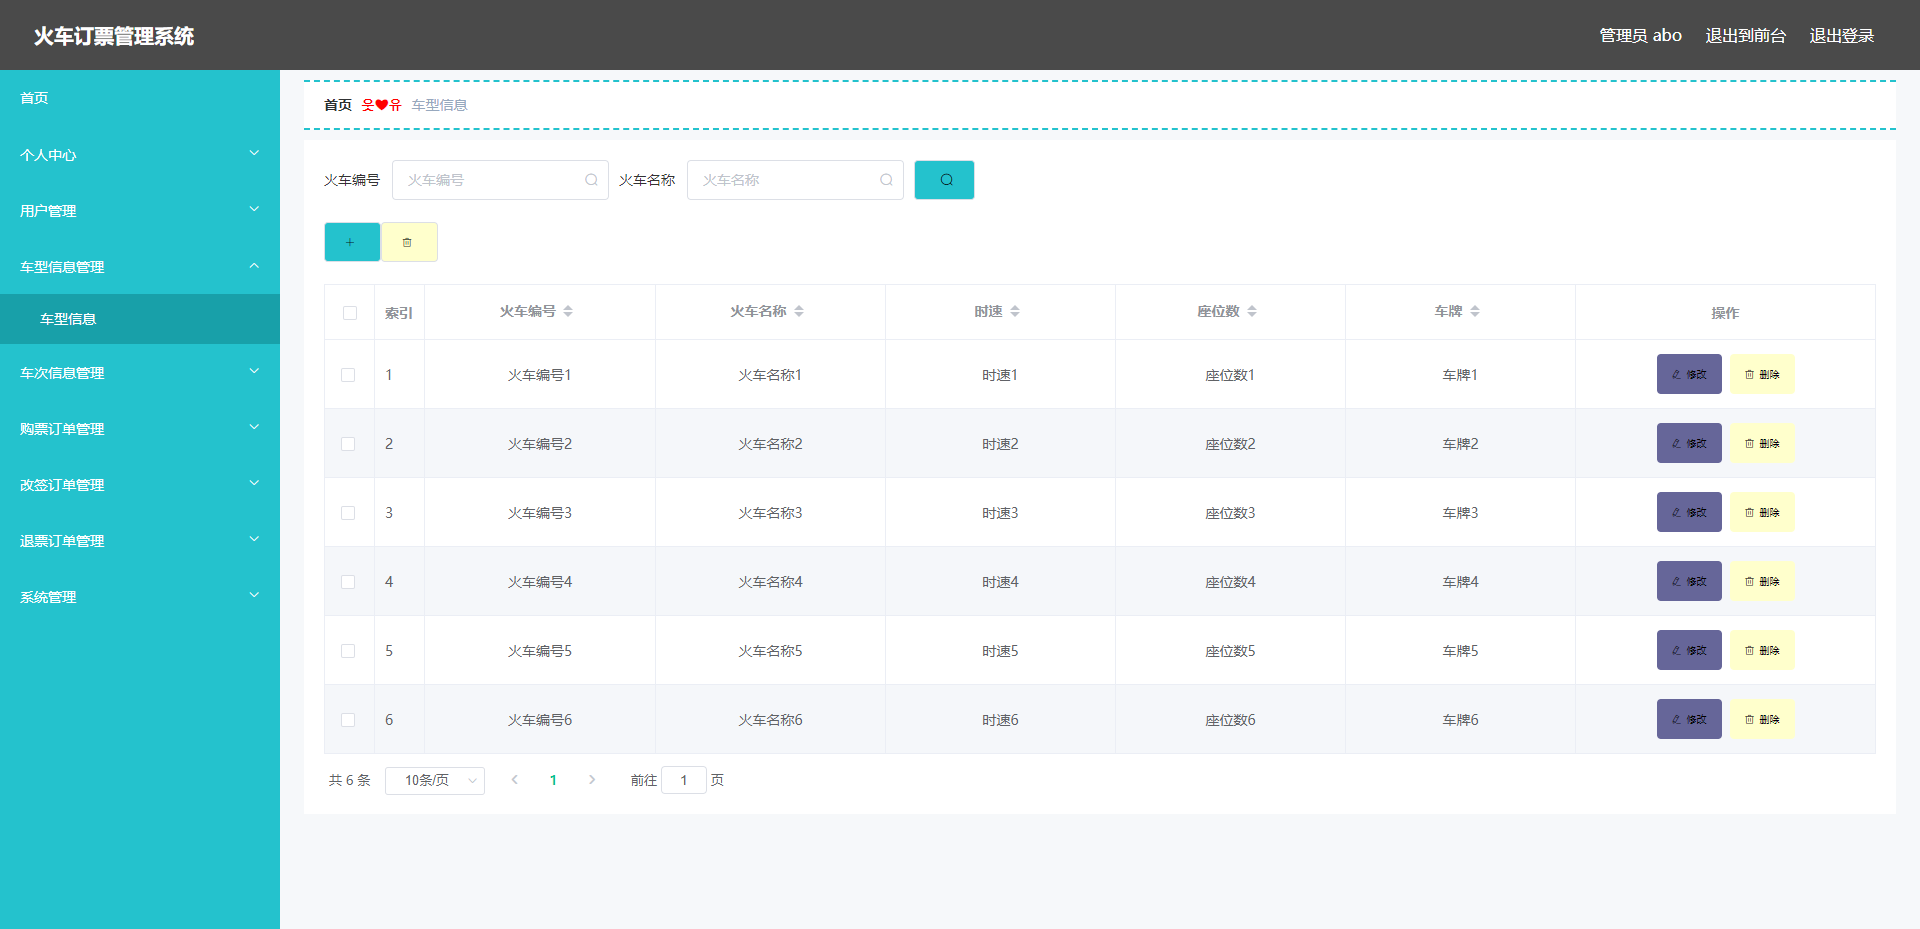 火车订票管理系统
管理员 abo 退出到前台 退出登录
首页
个人中心
用户管理
车型信息管理
车型信息
车次信息管理
购票订单管理
改签订单管理
退票订单管理
系统管理
首页 웃❤유 车型信息
火车编号 火车编号 火车名称 火车名称
索引 火车编号 火车名称 时速 座位数 车牌 操作
1 火车编号1 火车名称1 时速1 座位数1 车牌1 修改 删除
2 火车编号2 火车名称2 时速2 座位数2 车牌2 修改 删除
3 火车编号3 火车名称3 时速3 座位数3 车牌3 修改 删除
4 火车编号4 火车名称4 时速4 座位数4 车牌4 修改 删除
5 火车编号5 火车名称5 时速5 座位数5 车牌5 修改 删除
6 火车编号6 火车名称6 时速6 座位数6 车牌6 修改 删除
共 6 条 10条/页 1 前往 1 页